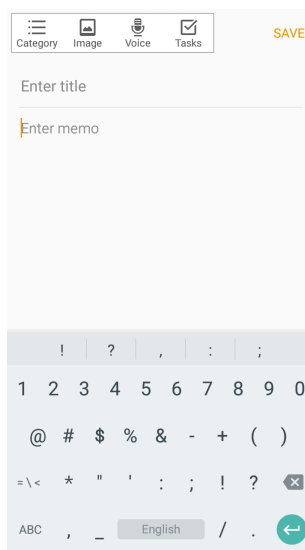 Category Image Voice Tasks SAVE
Enter title
Enter memo
! ? , : ;
1 2 3 4 5 6 7 8 9 0
@ # $ % & - + ( )
= \ < * " ' : ; ! ?
ABC , _ English / .